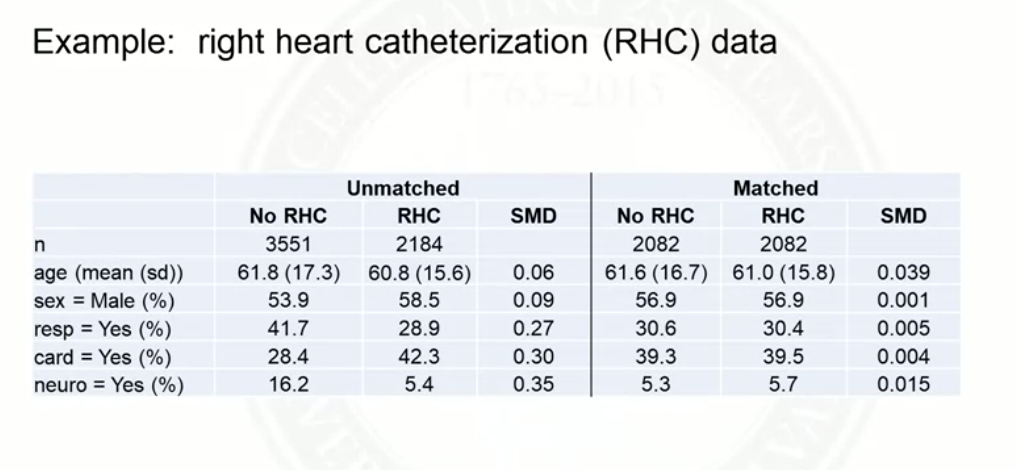 Example: right heart catheterization (RHC) data
1765–2015
Unmatched Matched
No RHC RHC SMD No RHC RHC SMD
n 3551 2184 2082 2082
age (mean (sd)) 61.8 (17.3) 60.8 (15.6) 0.06 61.6 (16.7) 61.0 (15.8) 0.039
sex = Male (%) 53.9 58.5 0.09 56.9 56.9 0.001
resp = Yes (%) 41.7 28.9 0.27 30.6 30.4 0.005
card = Yes (%) 28.4 42.3 0.30 39.3 39.5 0.004
neuro = Yes (%) 16.2 5.4 0.35 5.3 5.7 0.015